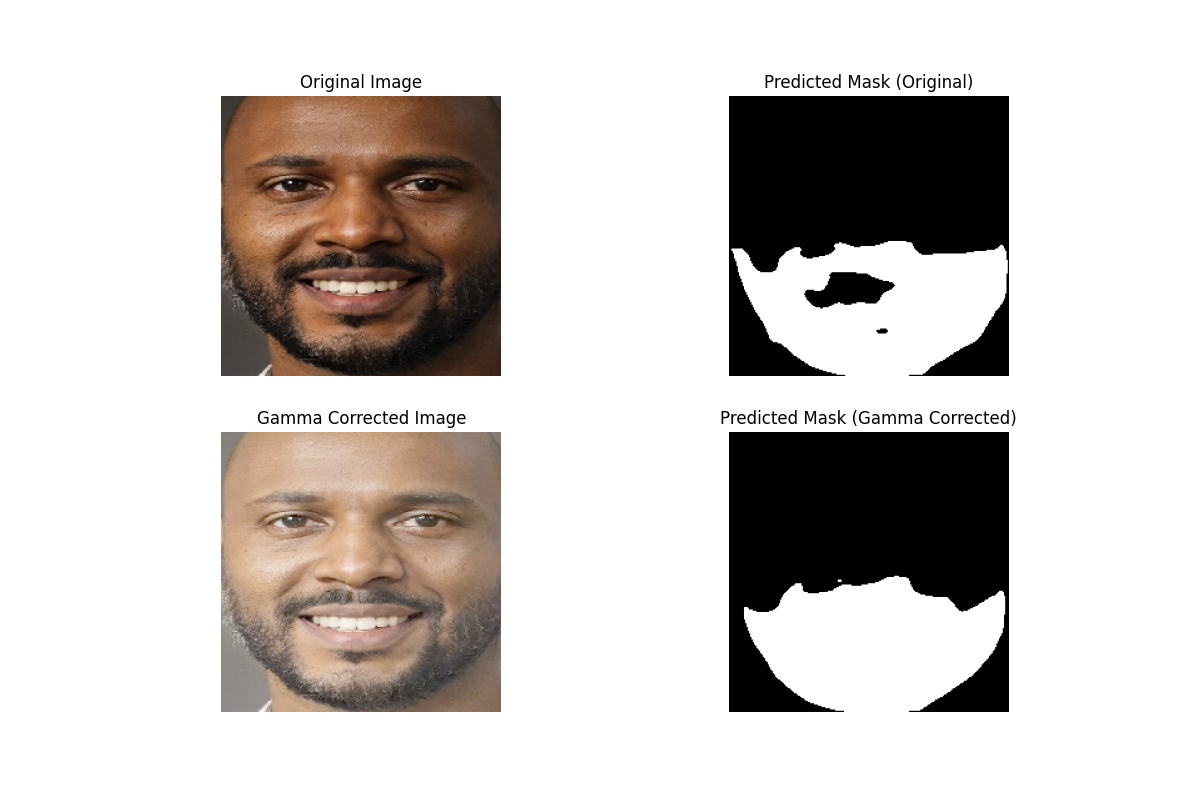 Original Image
Predicted Mask (Original)
Gamma Corrected Image
Predicted Mask (Gamma Corrected)